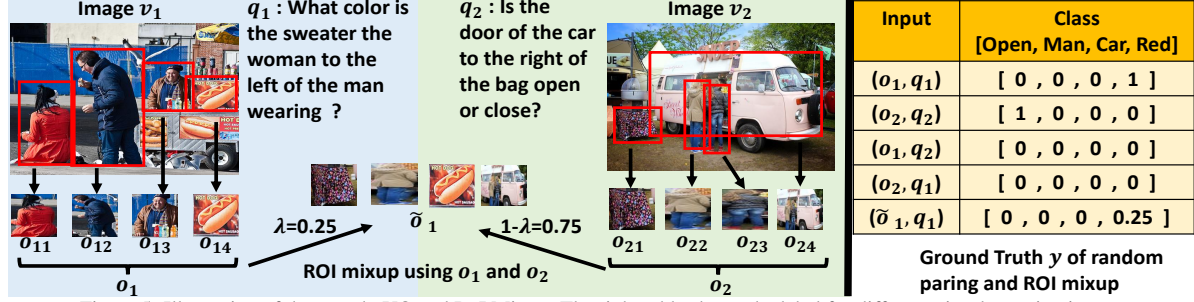 Image v₁
q₁ : What color is
the sweater the
woman to the
left of the man
wearing ?
q₂ : Is the
door of the car
to the right of
the bag open
or close?
Image v₂
o₁₁ o₁₂ o₁₃ o₁₄
λ=0.25
õ ₁
1-λ=0.75
o₂₁ o₂₂ o₂₃ o₂₄
o₁
ROI mixup using o₁ and o₂
o₂
Input Class
[Open, Man, Car, Red]
(o₁, q₁) [ 0 , 0 , 0 , 1 ]
(o₂, q₂) [ 1 , 0 , 0 , 0 ]
(o₁, q₂) [ 0 , 0 , 0 , 0 ]
(o₂, q₁) [ 0 , 0 , 0 , 0 ]
(õ ₁, q₁) [ 0 , 0 , 0 , 0.25 ]
Ground Truth y of random
paring and ROI mixup